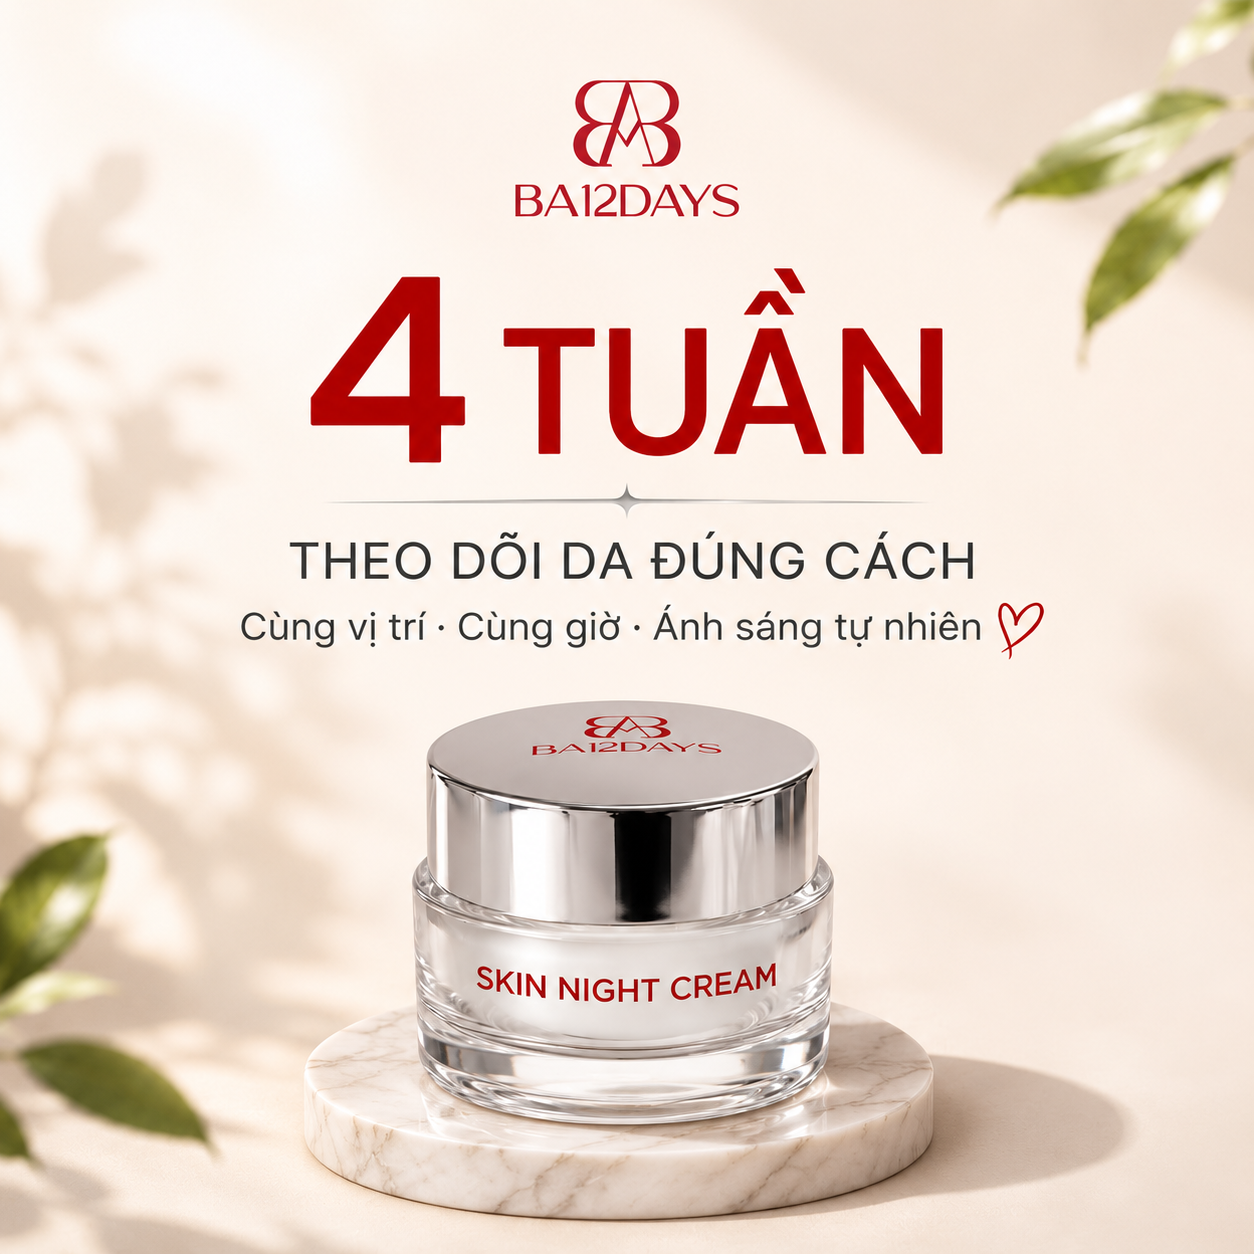 BA12DAYS
4 TUẦN
THEO DÕI DA ĐÚNG CÁCH
Cùng vị trí · Cùng giờ · Ánh sáng tự nhiên
BA12DAYS
SKIN NIGHT CREAM